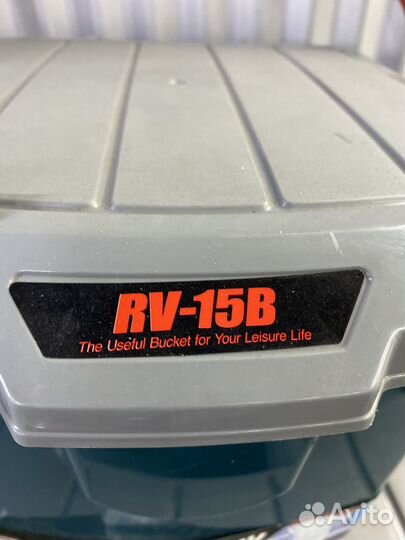 RV-15B
The Useful Bucket for Your Leisure Life
Avito